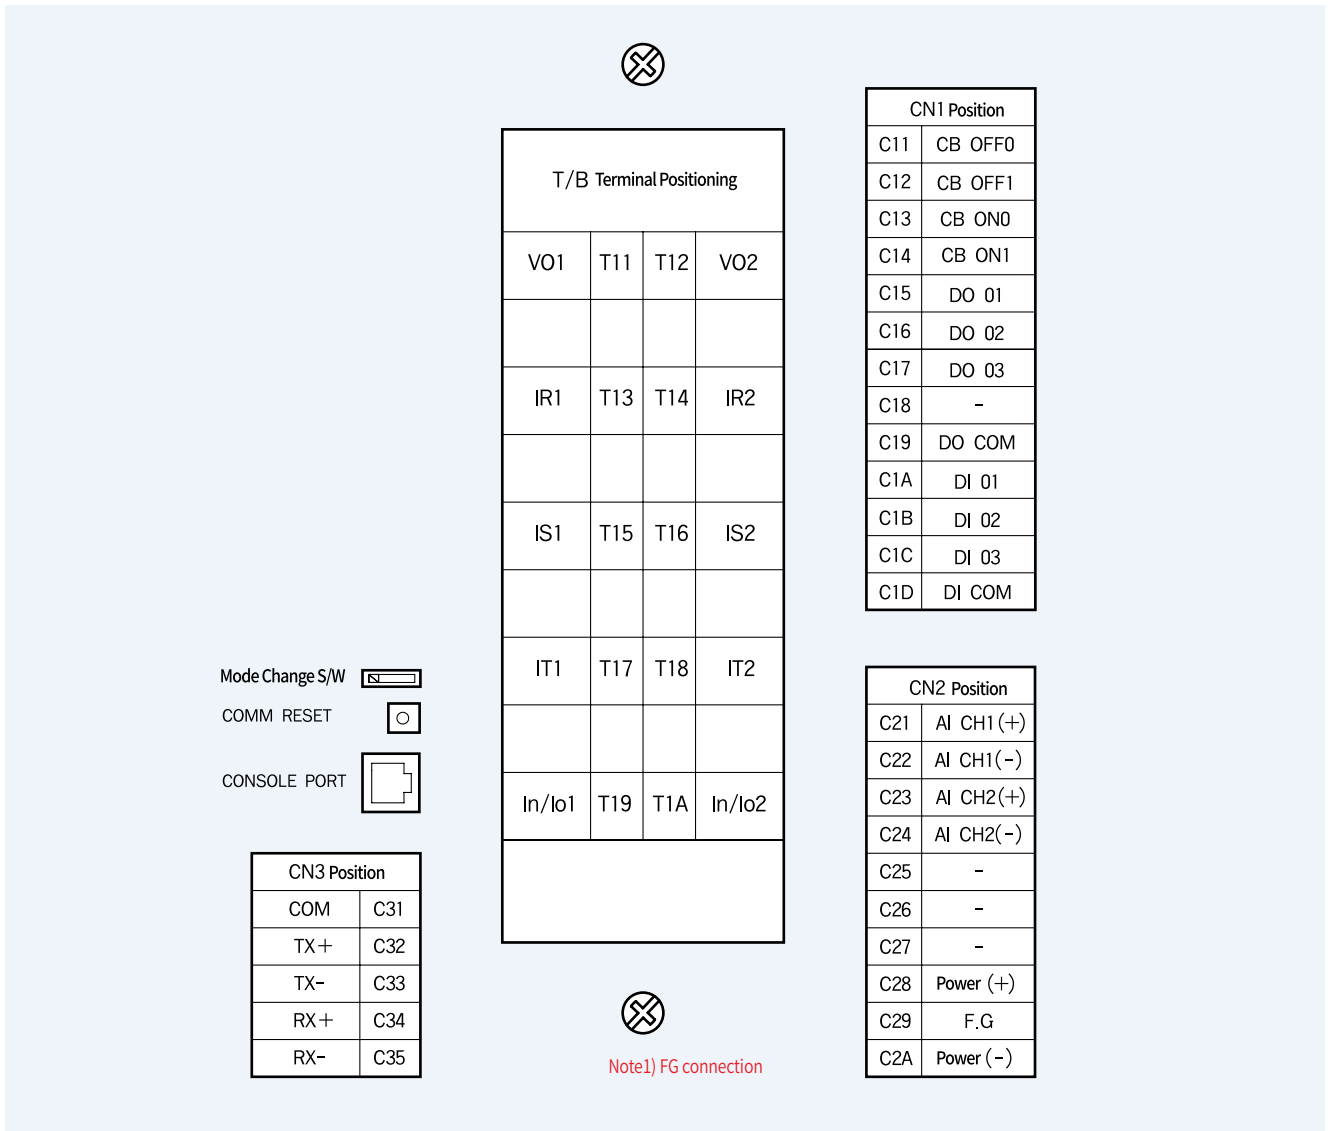 T/B Terminal Positioning
VO1 T11 T12 VO2
IR1 T13 T14 IR2
IS1 T15 T16 IS2
IT1 T17 T18 IT2
In/Io1 T19 T1A In/Io2
CN1 Position
C11 CB OFF0
C12 CB OFF1
C13 CB ON0
C14 CB ON1
C15 DO 01
C16 DO 02
C17 DO 03
C18 -
C19 DO COM
C1A DI 01
C1B DI 02
C1C DI 03
C1D DI COM
Mode Change S/W
COMM RESET
CONSOLE PORT
CN3 Position
COM C31
TX+ C32
TX- C33
RX+ C34
RX- C35
CN2 Position
C21 AI CH1(+)
C22 AI CH1(-)
C23 AI CH2(+)
C24 AI CH2(-)
C25 -
C26 -
C27 -
C28 Power (+)
C29 F.G
C2A Power (-)
Note1) FG connection